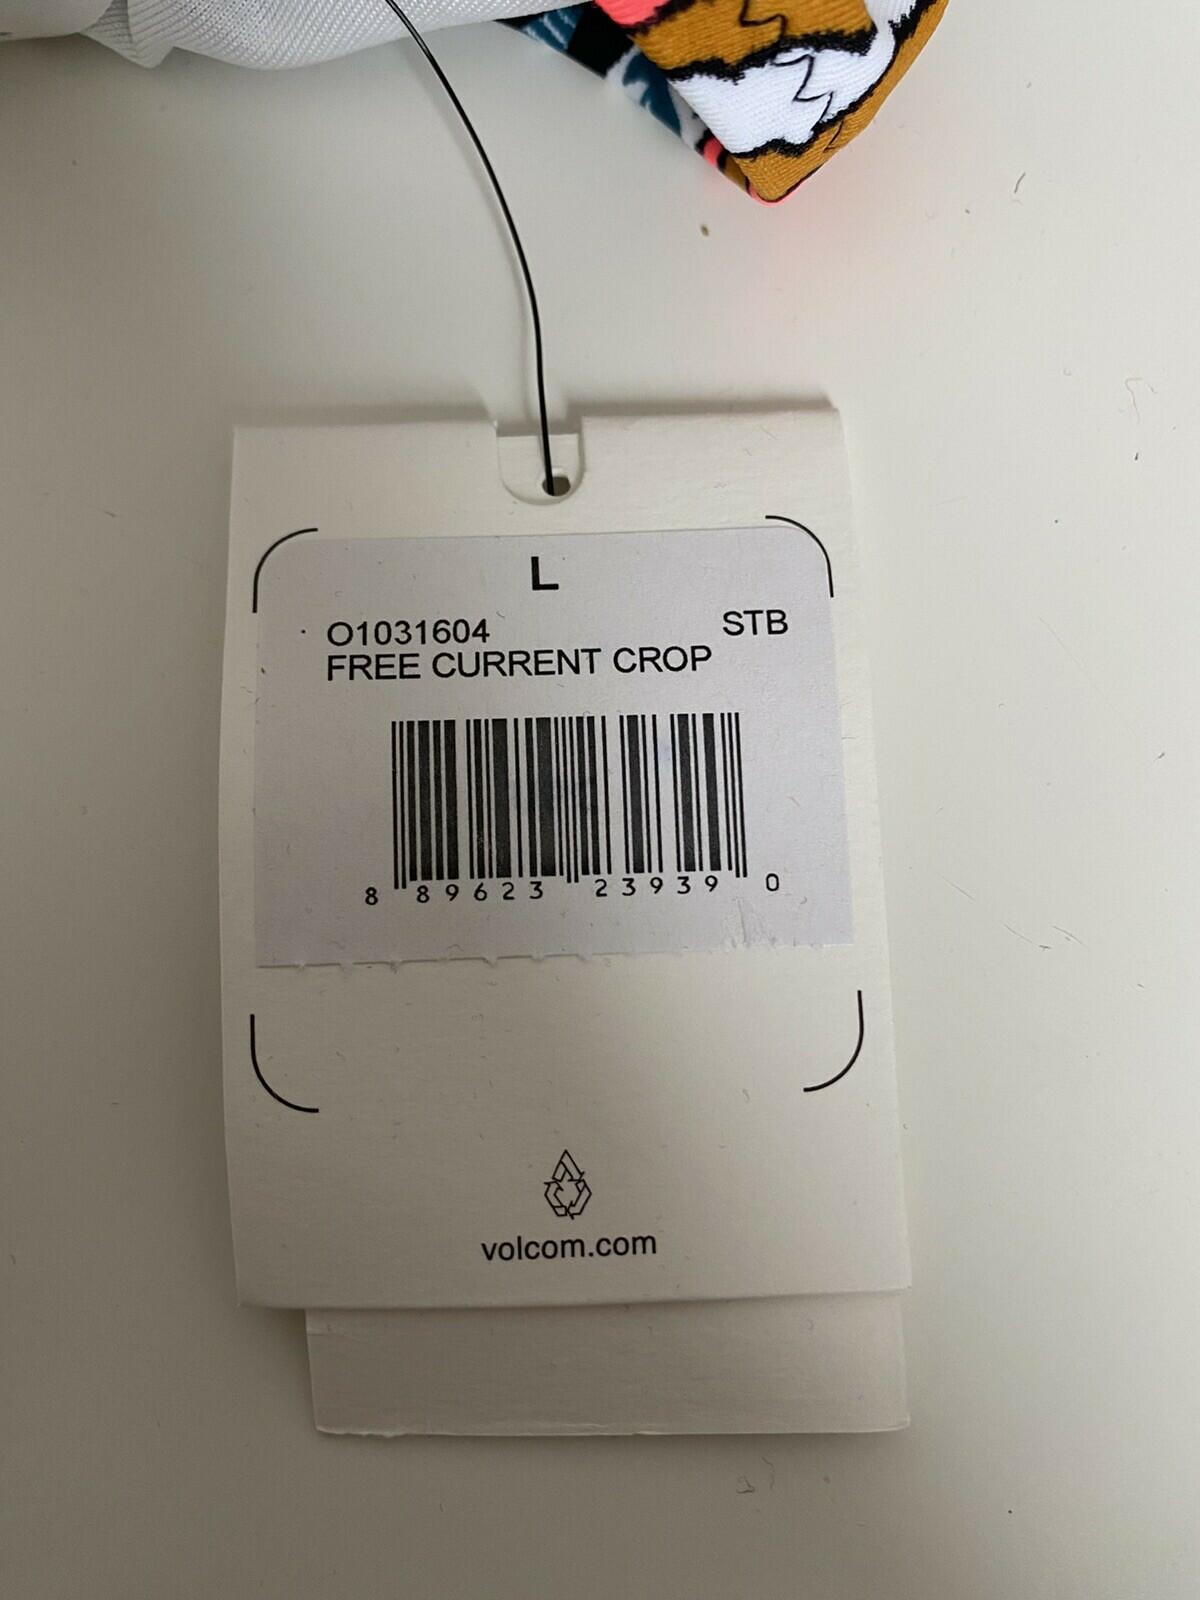 L
O1031604 STB
FREE CURRENT CROP
8 89623 23939 0
volcom.com